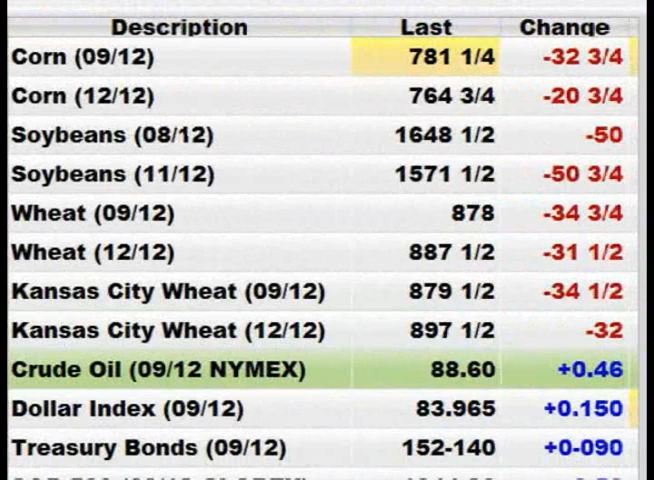 Description Last Change
Corn (09/12) 781 1/4 -32 3/4
Corn (12/12) 764 3/4 -20 3/4
Soybeans (08/12) 1648 1/2 -50
Soybeans (11/12) 1571 1/2 -50 3/4
Wheat (09/12) 878 -34 3/4
Wheat (12/12) 887 1/2 -31 1/2
Kansas City Wheat (09/12) 879 1/2 -34 1/2
Kansas City Wheat (12/12) 897 1/2 -32
Crude Oil (09/12 NYMEX) 88.60 +0.46
Dollar Index (09/12) 83.965 +0.150
Treasury Bonds (09/12) 152-140 +0-090